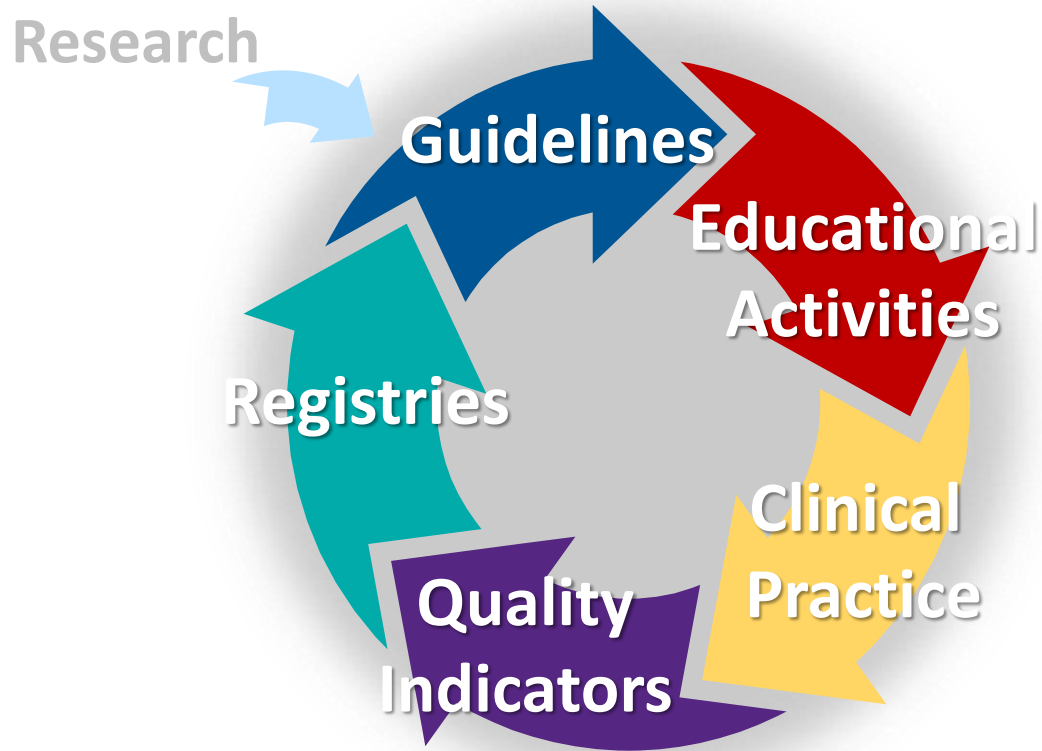 Research
Guidelines
Educational
Activities
Clinical
Practice
Quality
Indicators
Registries